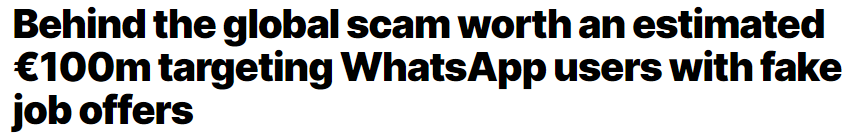 Behind the global scam worth an estimated
€100m targeting WhatsApp users with fake
job offers